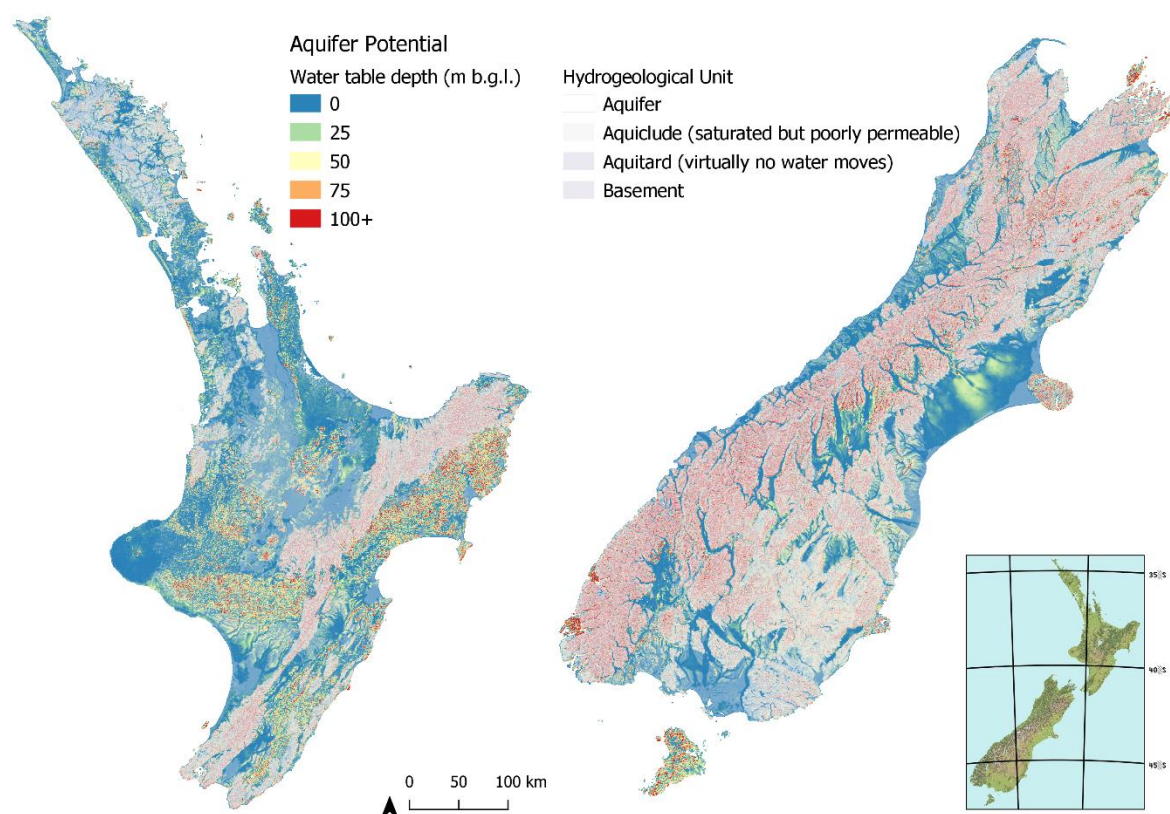 Aquifer Potential
Water table depth (m b.g.l.)
0
25
50
75
100+
Hydrogeological Unit
Aquifer
Aquiclude (saturated but poorly permeable)
Aquitard (virtually no water moves)
Basement
0 50 100 km
35░S
40░S
45░S